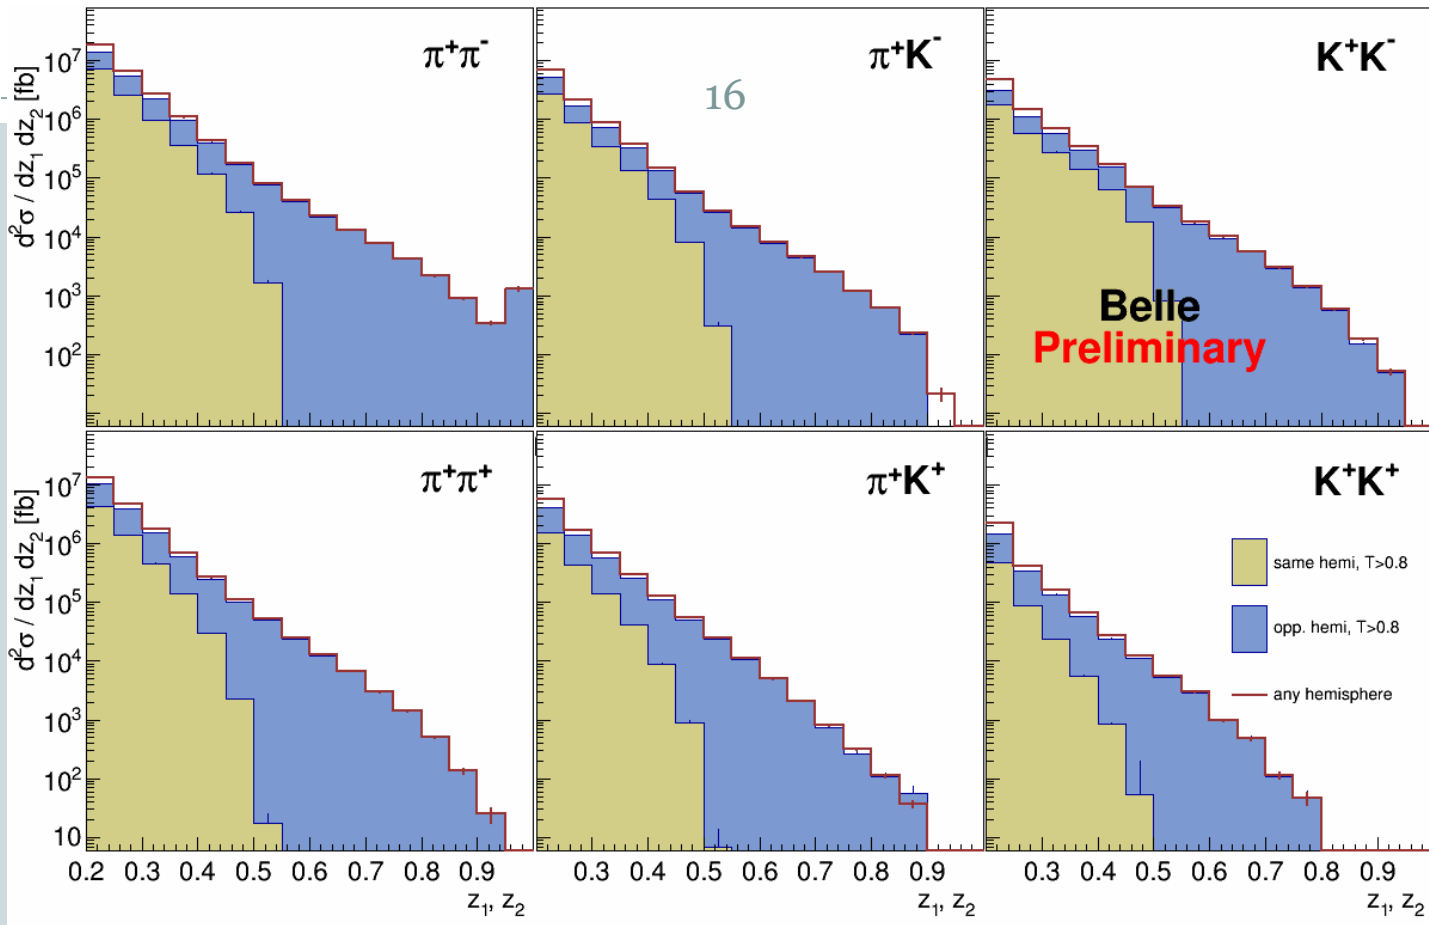 π⁺π⁻
π⁺K⁻
K⁺K⁻
16
d²σ / dz₁ dz₂ [fb]
10⁷
10⁶
10⁵
10⁴
10³
10²
Belle
Preliminary
π⁺π⁺
π⁺K⁺
K⁺K⁺
d²σ / dz₁ dz₂ [fb]
10⁷
10⁶
10⁵
10⁴
10³
10²
10
same hemi, T>0.8
opp. hemi, T>0.8
any hemisphere
0.2 0.3 0.4 0.5 0.6 0.7 0.8 0.9
0.3 0.4 0.5 0.6 0.7 0.8 0.9
0.3 0.4 0.5 0.6 0.7 0.8 0.9
z₁, z₂
z₁, z₂
z₁, z₂